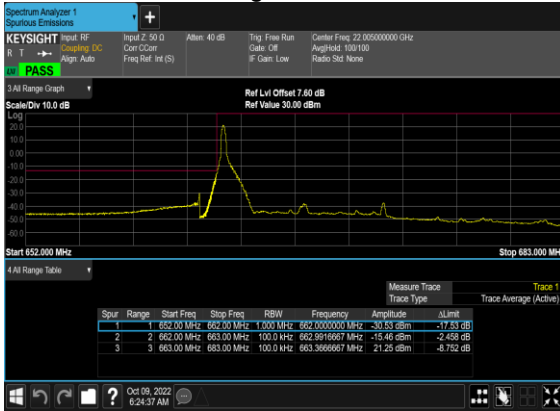 Spectrum Analyzer 1
Spurious Emissions
KEYSIGHT Input: RF Input Z: 50 Ω Atten: 40 dB Trig: Free Run Center Freq: 22.005000000 GHz
R T Coupling: DC Corr CCorr Gate: Off Avg|Hold: 100/100
Align: Auto Freq Ref: Int (S) IF Gain: Low Radio Std: None
PASS
3 All Range Graph
Ref Lvl Offset 7.60 dB
Scale/Div 10.0 dB Ref Value 30.00 dBm
Log
20.0
10.0
0.00
-10.0
-20.0
-30.0
-40.0
-50.0
-60.0
Start 652.000 MHz Stop 683.000 MH
4 All Range Table
Measure Trace Trace 1
Trace Type Trace Average (Active)
Spur Range Start Freq Stop Freq RBW Frequency Amplitude ΔLimit
1 1 652.00 MHz 662.00 MHz 1.000 MHz 662.0000000 MHz -30.53 dBm -17.53 dB
2 2 662.00 MHz 663.00 MHz 100.0 kHz 662.9916667 MHz -15.46 dBm -2.458 dB
3 3 663.00 MHz 683.00 MHz 100.0 kHz 663.3666667 MHz 21.25 dBm -8.752 dB
? Oct 09, 2022
6:24:37 AM